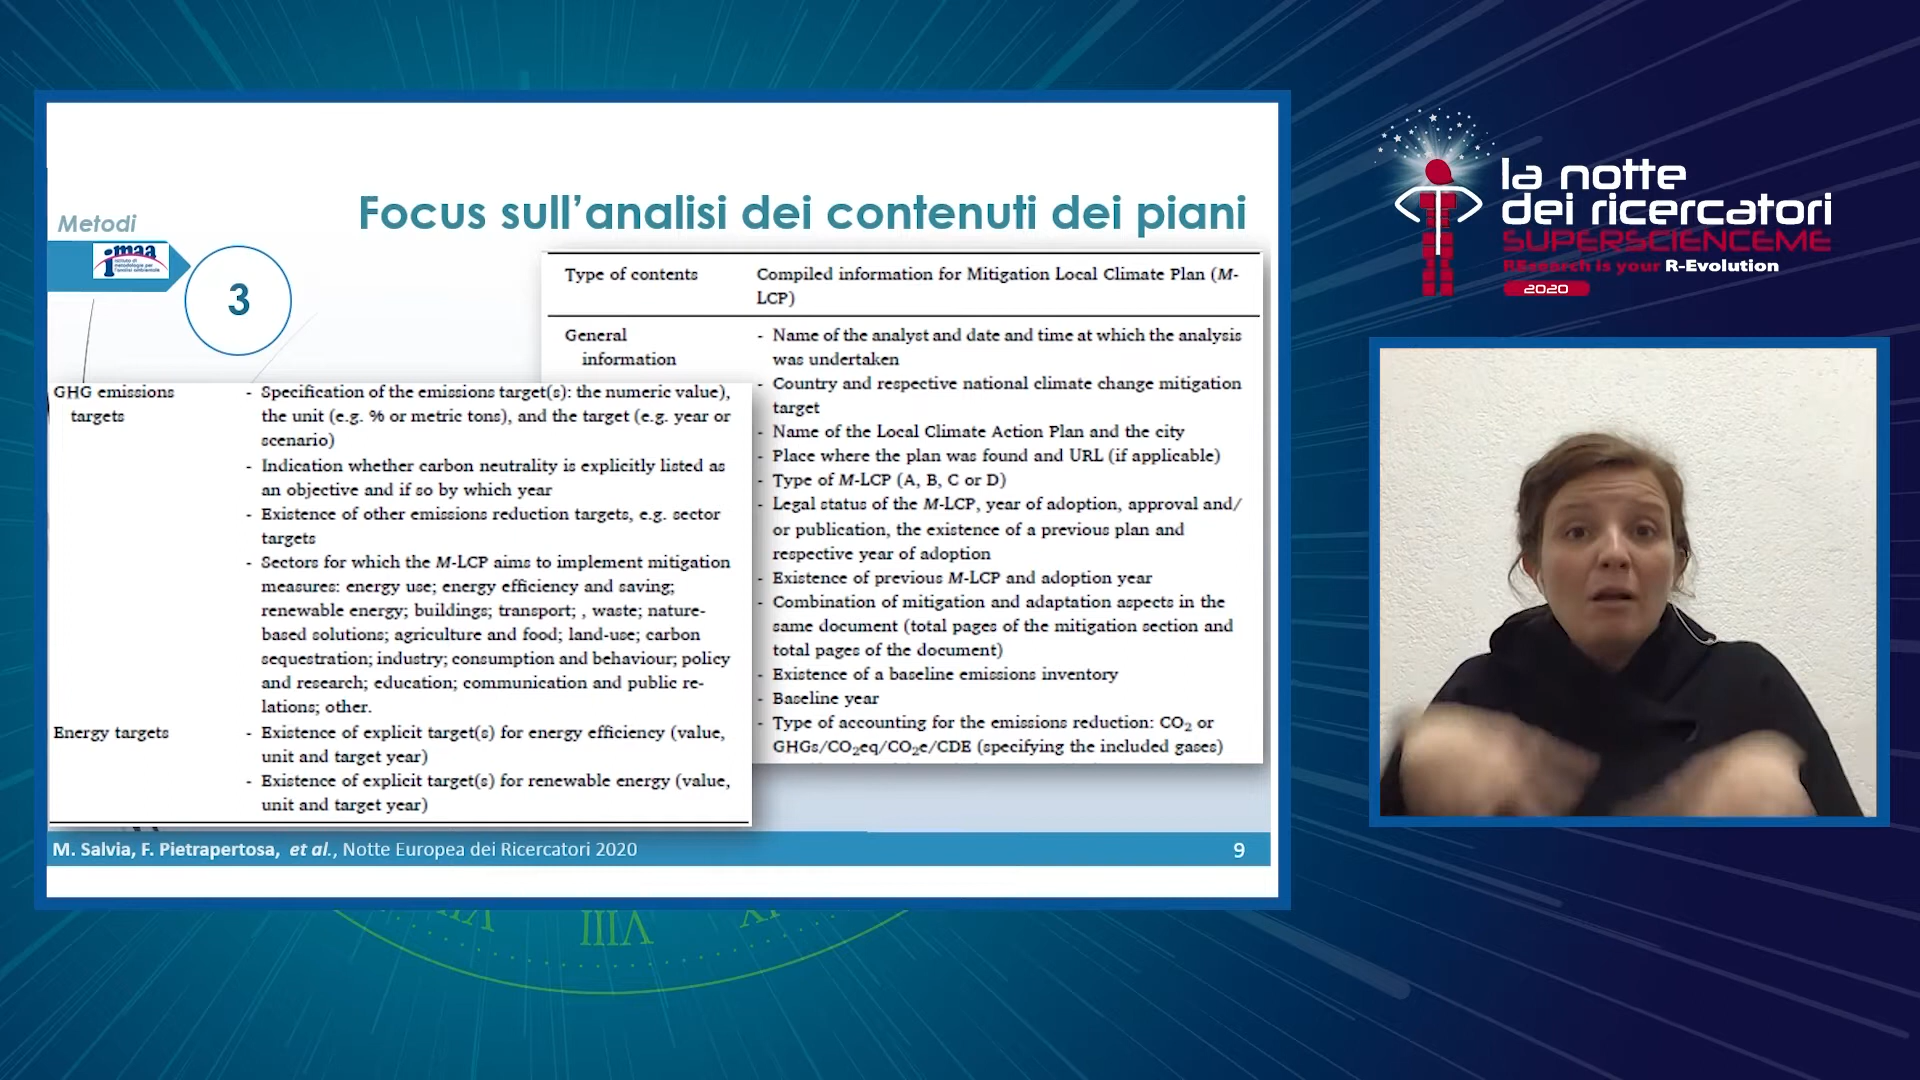 Metodi
Focus sull’analisi dei contenuti dei piani
imaa
3
Type of contents
Compiled information for Mitigation Local Climate Plan (M-
LCP)
General
information
- Name of the analyst and date and time at which the analysis
was undertaken
- Country and respective national climate change mitigation
target
- Name of the Local Climate Action Plan and the city
- Place where the plan was found and URL (if applicable)
- Type of M-LCP (A, B, C or D)
- Legal status of the M-LCP, year of adoption, approval and/
or publication, the existence of a previous plan and
respective year of adoption
- Existence of previous M-LCP and adoption year
- Combination of mitigation and adaptation aspects in the
same document (total pages of the mitigation section and
total pages of the document)
- Existence of a baseline emissions inventory
- Baseline year
- Type of accounting for the emissions reduction: CO2 or
GHGs/CO2eq/CO2e/CDE (specifying the included gases)
GHG emissions
targets
- Specification of the emissions target(s): the numeric value),
the unit (e.g. % or metric tons), and the target (e.g. year or
scenario)
- Indication whether carbon neutrality is explicitly listed as
an objective and if so by which year
- Existence of other emissions reduction targets, e.g. sector
targets
- Sectors for which the M-LCP aims to implement mitigation
measures: energy use; energy efficiency and saving;
renewable energy; buildings; transport; , waste; nature-
based solutions; agriculture and food; land-use; carbon
sequestration; industry; consumption and behaviour; policy
and research; education; communication and public re-
lations; other.
Energy targets
- Existence of explicit target(s) for energy efficiency (value,
unit and target year)
- Existence of explicit target(s) for renewable energy (value,
unit and target year)
M. Salvia, F. Pietrapertosa, et al., Notte Europea dei Ricercatori 2020
9
la notte
dei ricercatori
SUPERSCIENCEME
REsearch is your R-Evolution
2020
VIII